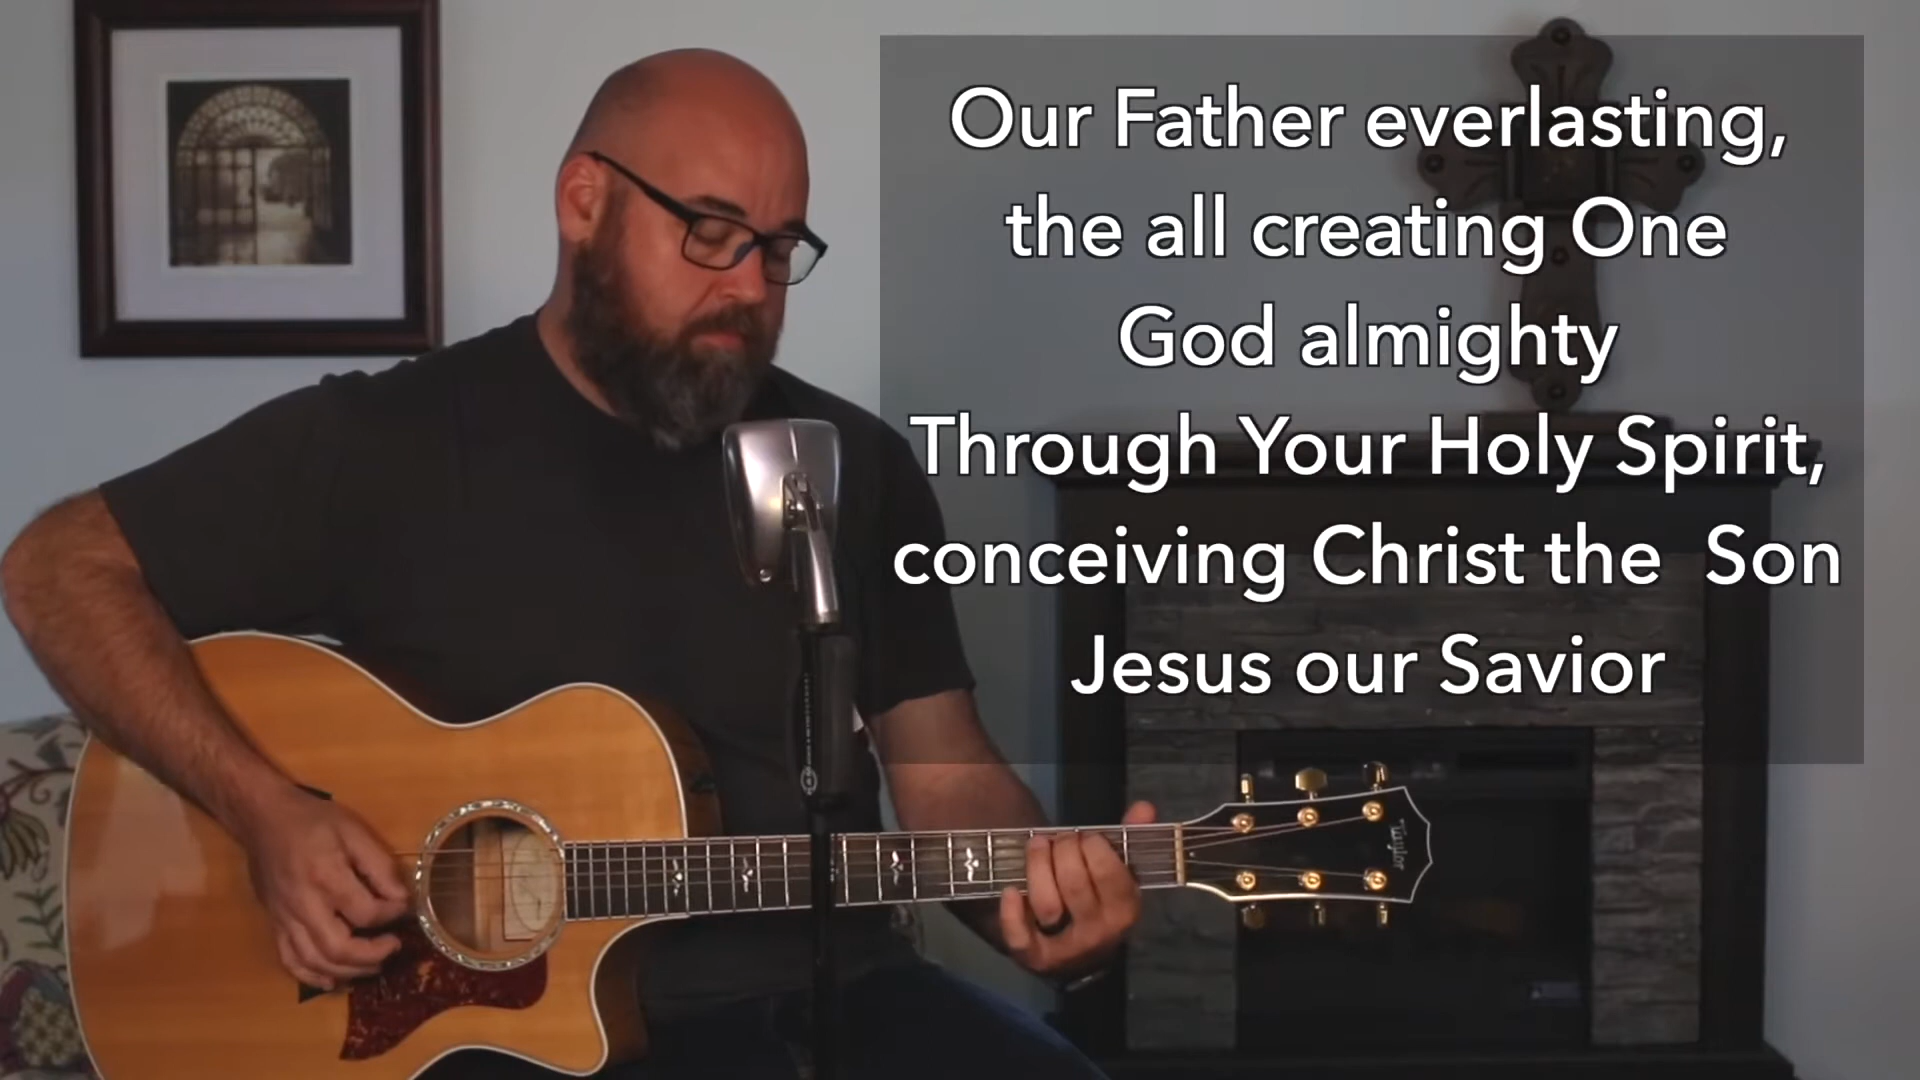 Our Father everlasting,
the all creating One
God almighty
Through Your Holy Spirit,
conceiving Christ the  Son
Jesus our Savior
Taylor